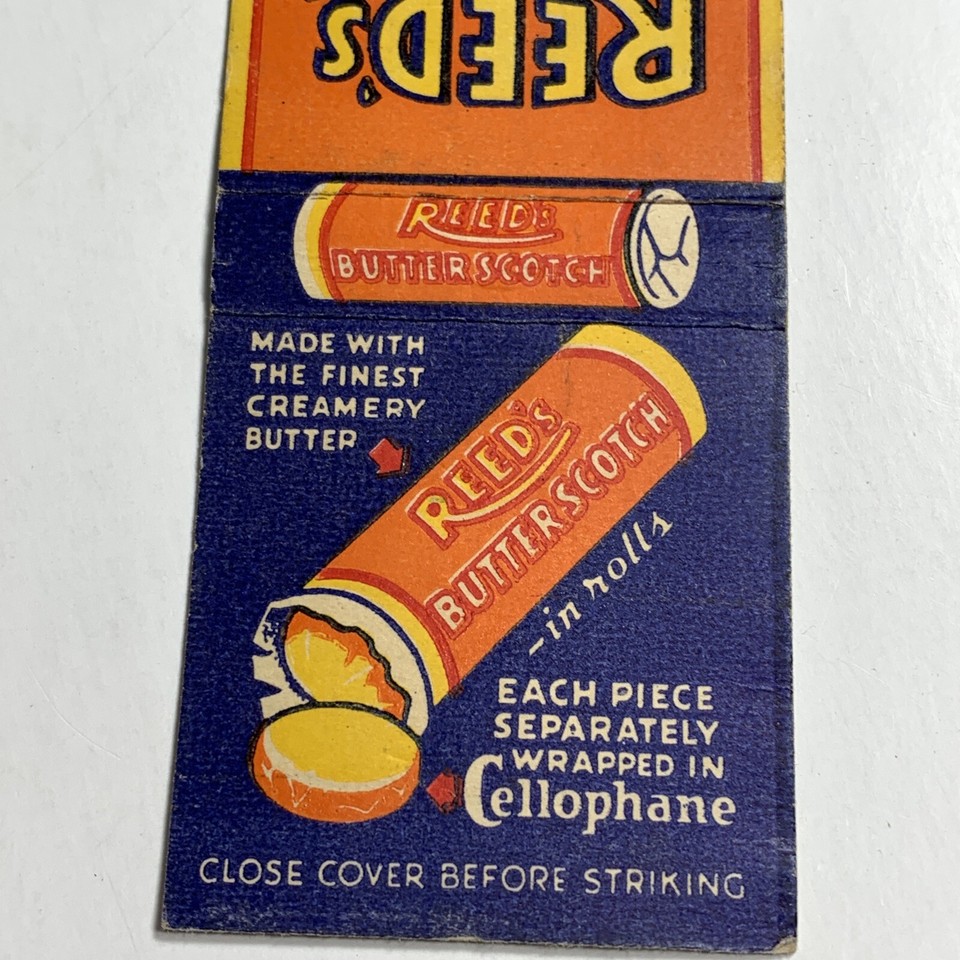 REED'S
REED'S
BUTTERSCOTCH
MADE WITH
THE FINEST
CREAMERY
BUTTER
REED'S
BUTTERSCOTCH
—in rolls
EACH PIECE
SEPARATELY
WRAPPED IN
Cellophane
CLOSE COVER BEFORE STRIKING